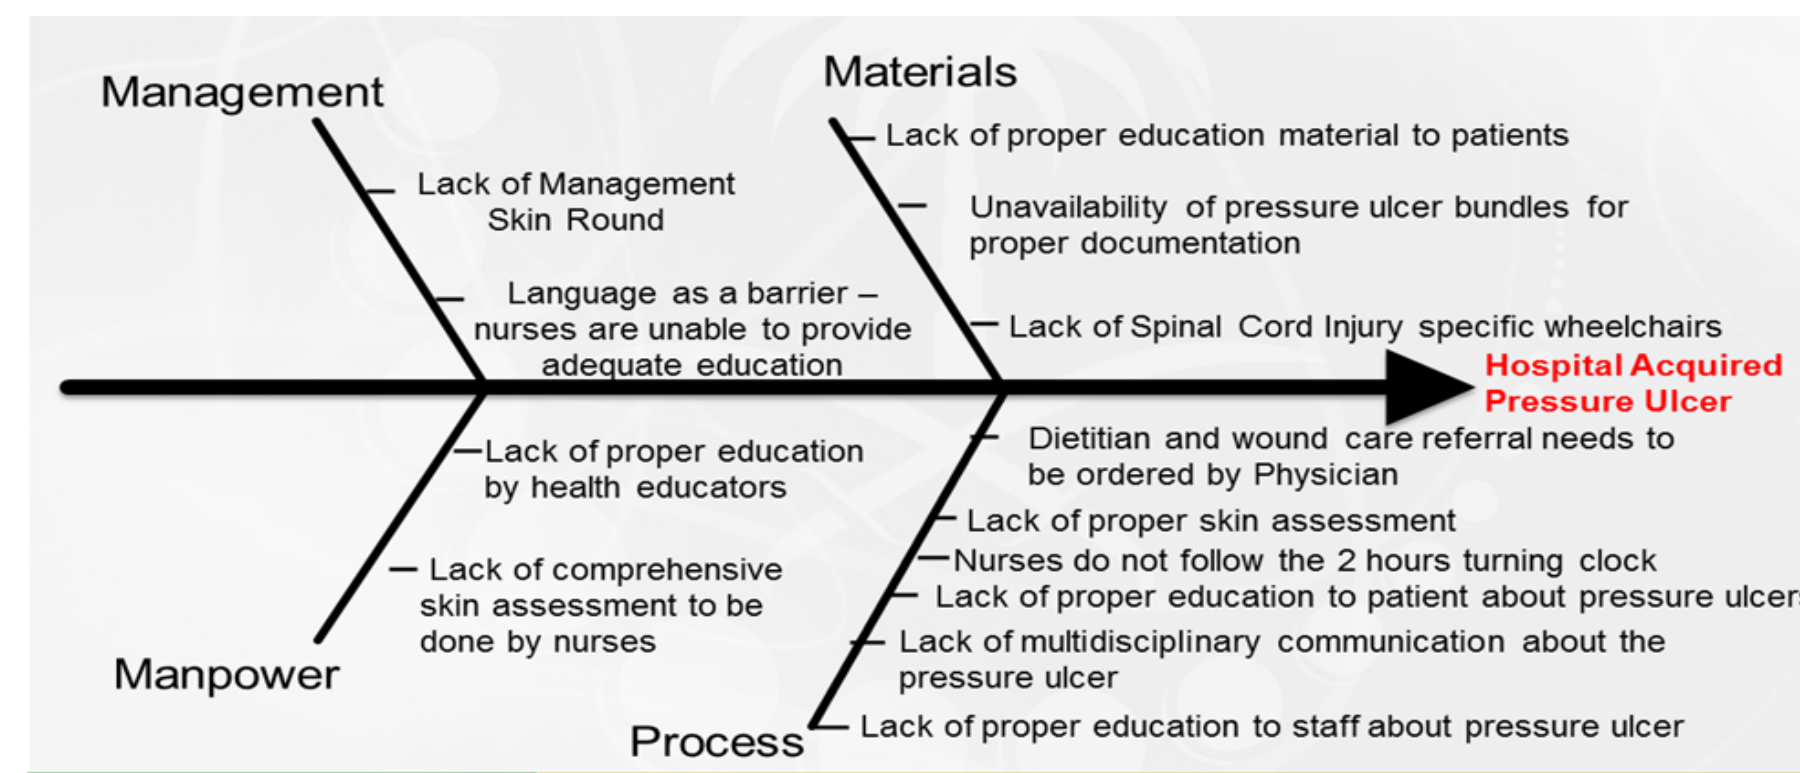 Management
Lack of Management
Skin Round
Language as a barrier –
nurses are unable to provide
adequate education
Materials
Lack of proper education material to patients
Unavailability of pressure ulcer bundles for
proper documentation
Lack of Spinal Cord Injury specific wheelchairs
Hospital Acquired
Pressure Ulcer
Lack of proper education
by health educators
Lack of comprehensive
skin assessment to be
done by nurses
Manpower
Dietitian and wound care referral needs to
be ordered by Physician
Lack of proper skin assessment
Nurses do not follow the 2 hours turning clock
Lack of proper education to patient about pressure ulcers
Lack of multidisciplinary communication about the
pressure ulcer
Lack of proper education to staff about pressure ulcer
Process